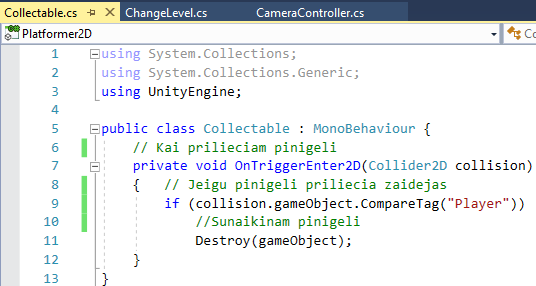 Collectable.cs ChangeLevel.cs CameraController.cs
Platformer2D Co
1 using System.Collections;
2 using System.Collections.Generic;
3 using UnityEngine;
4
5 public class Collectable : MonoBehaviour {
6 // Kai prilieciam pinigeli
7 private void OnTriggerEnter2D(Collider2D collision)
8 { // Jeigu pinigeli priliecia zaidejas
9 if (collision.gameObject.CompareTag("Player"))
10 //Sunaikinam pinigeli
11 Destroy(gameObject);
12 }
13 }